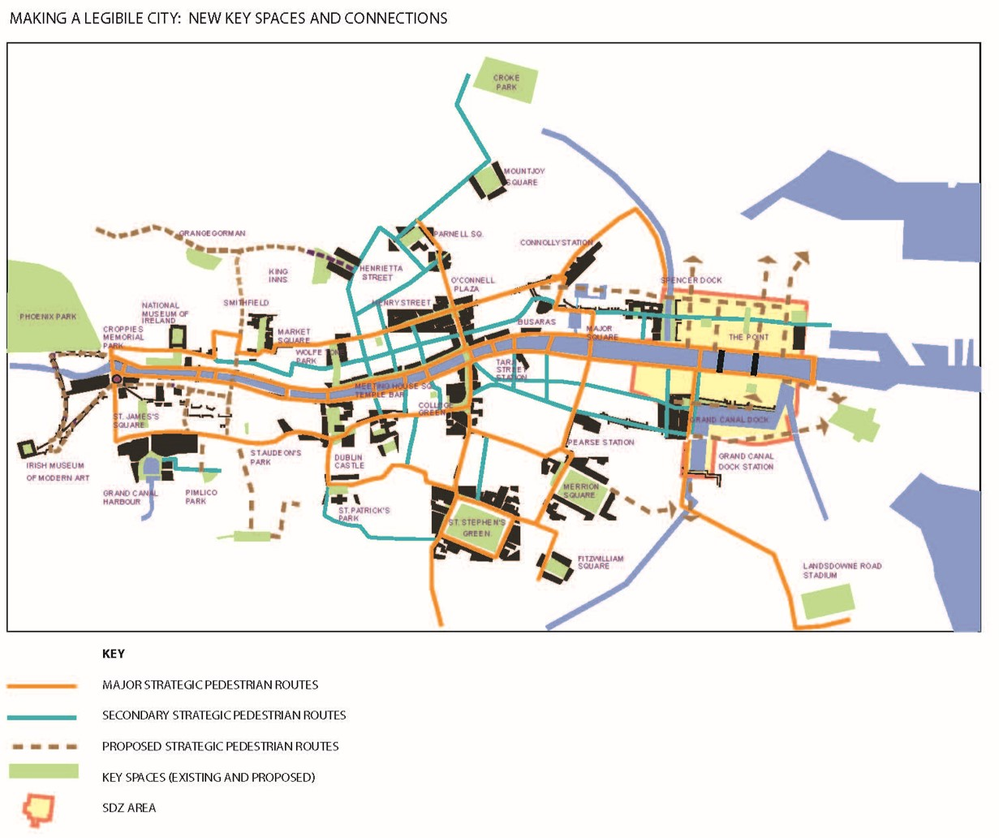 MAKING A LEGIBILE CITY: NEW KEY SPACES AND CONNECTIONS
CROKE
PARK
MOUNTJOY
SQUARE
GRANGEGORMAN
PARNELL SQ.
CONNOLLY STATION
KING
INNS
HENRIETTA
STREET
O'CONNELL
PLAZA
SPENCER DOCK
PHOENIX PARK
NATIONAL
MUSEUM OF
IRELAND
SMITHFIELD
HENRY STREET
CROPPIES
MEMORIAL
PARK
MARKET
SQUARE
BUSARAS
MAJOR
SQUARE
THE POINT
WOLFE TONE
PARK
TARA
STREET
STATION
MEETING HOUSE SQ.
TEMPLE BAR
COLLEGE
GREEN
ST. JAMES'S
SQUARE
GRAND CANAL DOCK
ST.AUDEON'S
PARK
DUBLIN
CASTLE
PEARSE STATION
GRAND CANAL
DOCK STATION
IRISH MUSEUM
OF MODERN ART
GRAND CANAL
HARBOUR
PIMLICO
PARK
MERRION
SQUARE
ST.PATRICK'S
PARK
ST. STEPHEN'S
GREEN
FITZWILLIAM
SQUARE
LANDSDOWNE ROAD
STADIUM
KEY
MAJOR STRATEGIC PEDESTRIAN ROUTES
SECONDARY STRATEGIC PEDESTRIAN ROUTES
PROPOSED STRATEGIC PEDESTRIAN ROUTES
KEY SPACES (EXISTING AND PROPOSED)
SDZ AREA